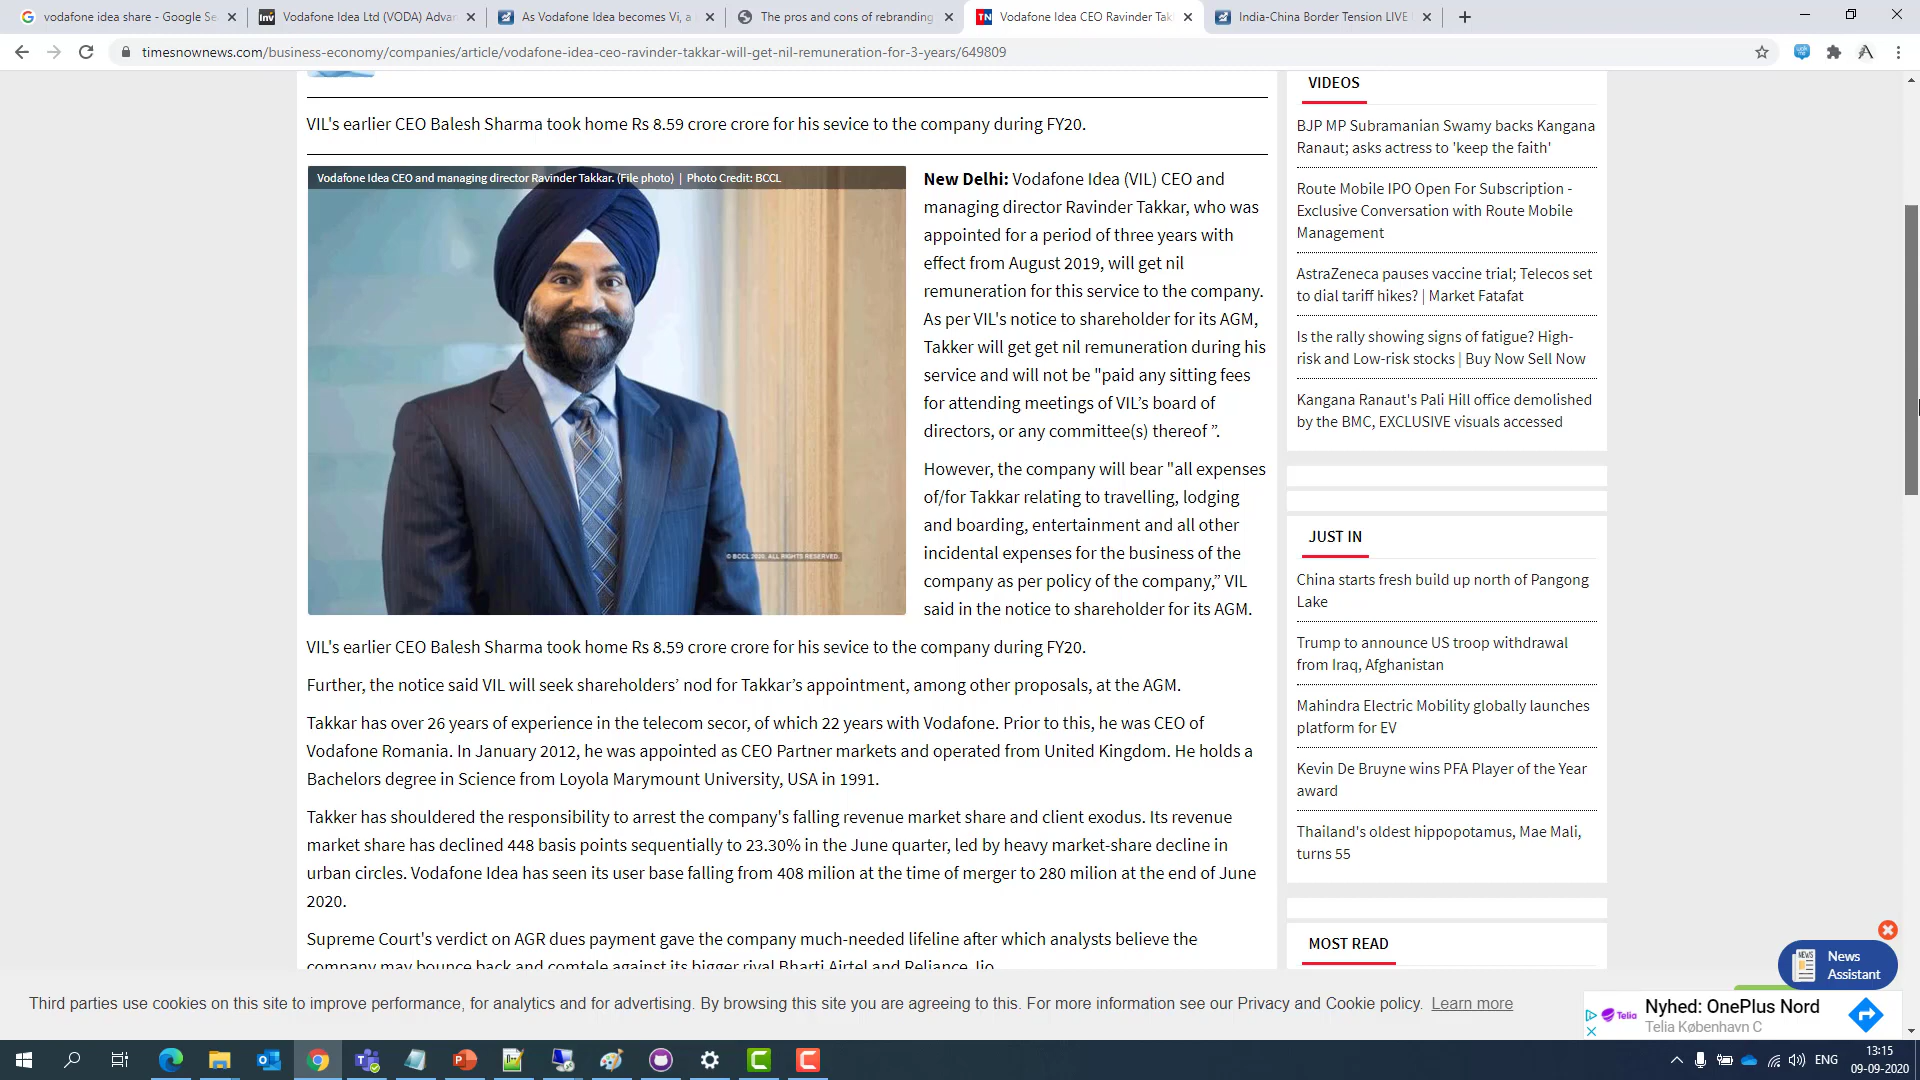 vodafone idea share - Google Se
Vodafone Idea Ltd (VODA) Advan
As Vodafone Idea becomes Vi, a
The pros and cons of rebranding
TN
Vodafone Idea CEO Ravinder Tak
India-China Border Tension LIVE
timesnownews.com/business-economy/companies/article/vodafone-idea-ceo-ravinder-takkar-will-get-nil-remuneration-for-3-years/649809
VIL's earlier CEO Balesh Sharma took home Rs 8.59 crore crore for his sevice to the company during FY20.
Vodafone Idea CEO and managing director Ravinder Takkar. (File photo) | Photo Credit: BCCL
© BCCL 2020. ALL RIGHTS RESERVED.
New Delhi: Vodafone Idea (VIL) CEO and
managing director Ravinder Takkar, who was
appointed for a period of three years with
effect from August 2019, will get nil
remuneration for this service to the company.
As per VIL's notice to shareholder for its AGM,
Takker will get get nil remuneration during his
service and will not be "paid any sitting fees
for attending meetings of VIL’s board of
directors, or any committee(s) thereof ”.
However, the company will bear "all expenses
of/for Takkar relating to travelling, lodging
and boarding, entertainment and all other
incidental expenses for the business of the
company as per policy of the company,” VIL
said in the notice to shareholder for its AGM.
VIL's earlier CEO Balesh Sharma took home Rs 8.59 crore crore for his sevice to the company during FY20.
Further, the notice said VIL will seek shareholders’ nod for Takkar’s appointment, among other proposals, at the AGM.
Takkar has over 26 years of experience in the telecom secor, of which 22 years with Vodafone. Prior to this, he was CEO of
Vodafone Romania. In January 2012, he was appointed as CEO Partner markets and operated from United Kingdom. He holds a
Bachelors degree in Science from Loyola Marymount University, USA in 1991.
Takker has shouldered the responsibility to arrest the company's falling revenue market share and client exodus. Its revenue
market share has declined 448 basis points sequentially to 23.30% in the June quarter, led by heavy market-share decline in
urban circles. Vodafone Idea has seen its user base falling from 408 milion at the time of merger to 280 milion at the end of June
2020.
Supreme Court's verdict on AGR dues payment gave the company much-needed lifeline after which analysts believe the
company may bounce back and comtele against its bigger rival Bharti Airtel and Reliance Jio.
VIDEOS
BJP MP Subramanian Swamy backs Kangana
Ranaut; asks actress to 'keep the faith'
Route Mobile IPO Open For Subscription -
Exclusive Conversation with Route Mobile
Management
AstraZeneca pauses vaccine trial; Telecos set
to dial tariff hikes? | Market Fatafat
Is the rally showing signs of fatigue? High-
risk and Low-risk stocks | Buy Now Sell Now
Kangana Ranaut's Pali Hill office demolished
by the BMC, EXCLUSIVE visuals accessed
JUST IN
China starts fresh build up north of Pangong
Lake
Trump to announce US troop withdrawal
from Iraq, Afghanistan
Mahindra Electric Mobility globally launches
platform for EV
Kevin De Bruyne wins PFA Player of the Year
award
Thailand's oldest hippopotamus, Mae Mali,
turns 55
MOST READ
News
Assistant
Third parties use cookies on this site to improve performance, for analytics and for advertising. By browsing this site you are agreeing to this. For more information see our Privacy and Cookie policy. Learn more
Telia
Nyhed: OnePlus Nord
Telia København C
ENG
13:15
09-09-2020